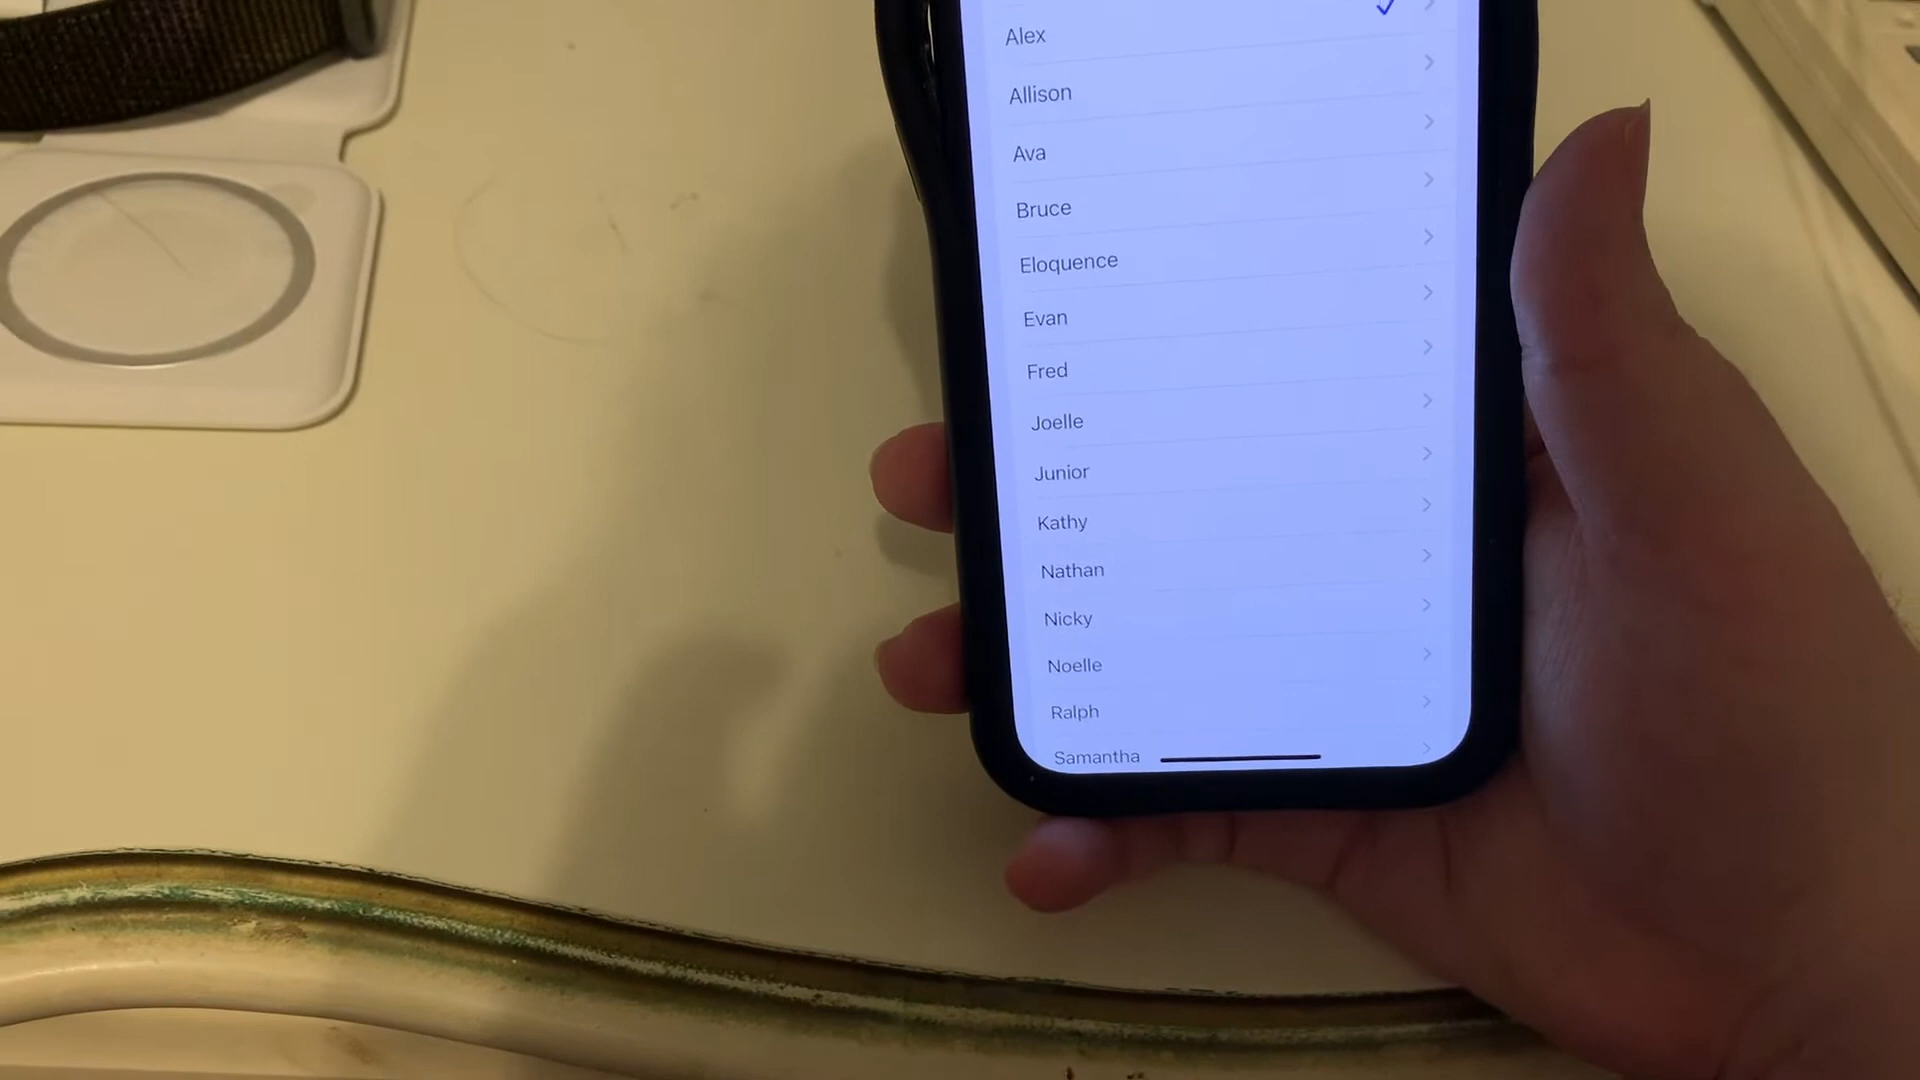 Alex
Allison
Ava
Bruce
Eloquence
Evan
Fred
Joelle
Junior
Kathy
Nathan
Nicky
Noelle
Ralph
Samantha